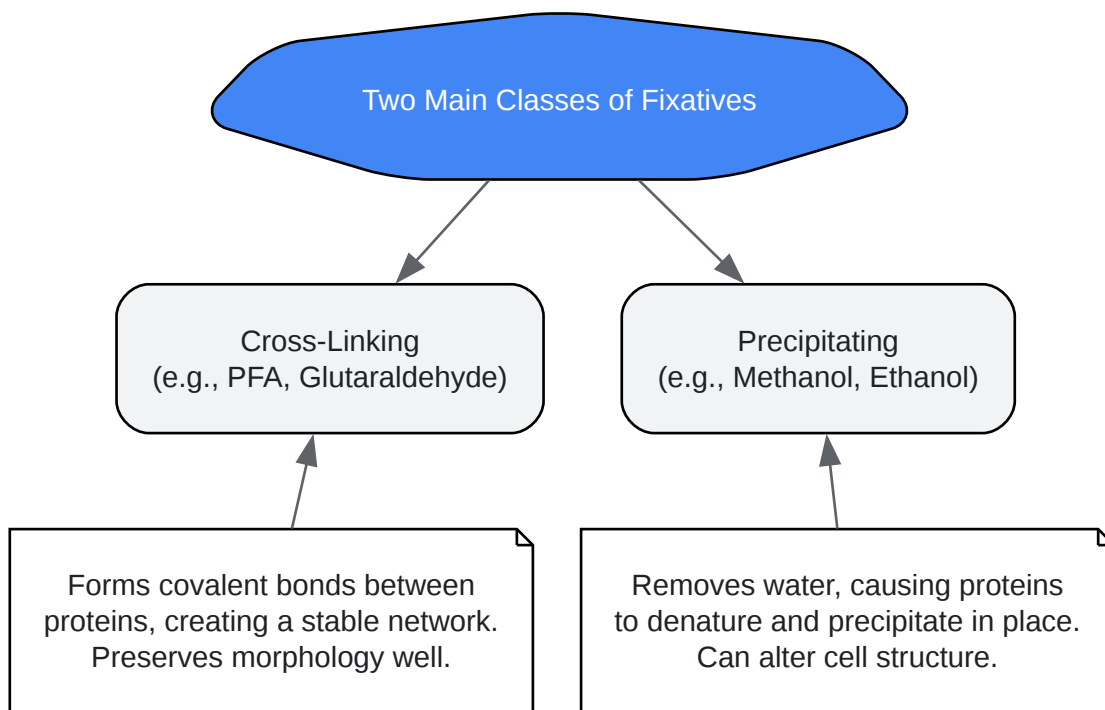 Two Main Classes of Fixatives
Cross-Linking
(e.g., PFA, Glutaraldehyde)
Precipitating
(e.g., Methanol, Ethanol)
Forms covalent bonds between
proteins, creating a stable network.
Preserves morphology well.
Removes water, causing proteins
to denature and precipitate in place.
Can alter cell structure.